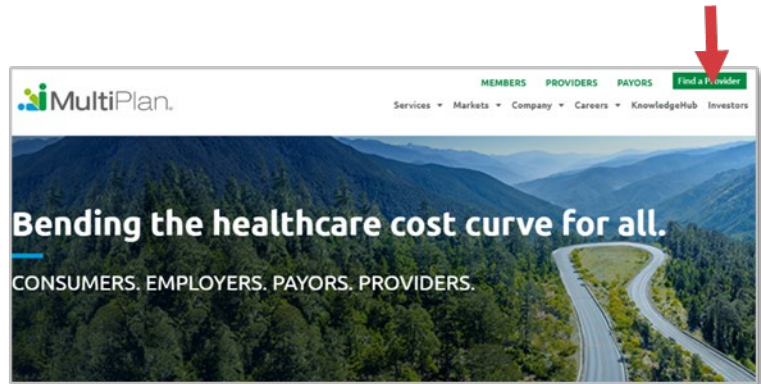 MEMBERS PROVIDERS PAYORS Find a Provider
MultiPlan.
Services Markets Company Careers KnowledgeHub Investors
Bending the healthcare cost curve for all.
CONSUMERS. EMPLOYERS. PAYORS. PROVIDERS.